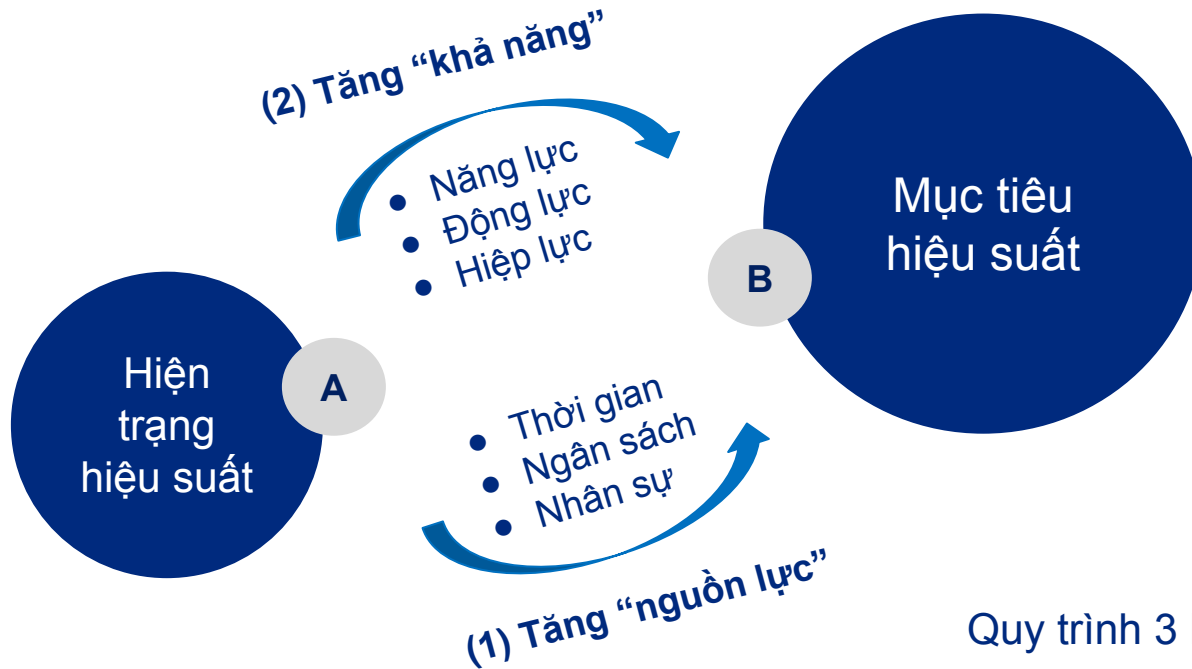 (2) Tăng “khả năng”
● Năng lực
● Động lực
● Hiệp lực
Mục tiêu
hiệu suất
B
Hiện
trạng
hiệu suất
A
● Thời gian
● Ngân sách
● Nhân sự
(1) Tăng “nguồn lực”
Quy trình 3